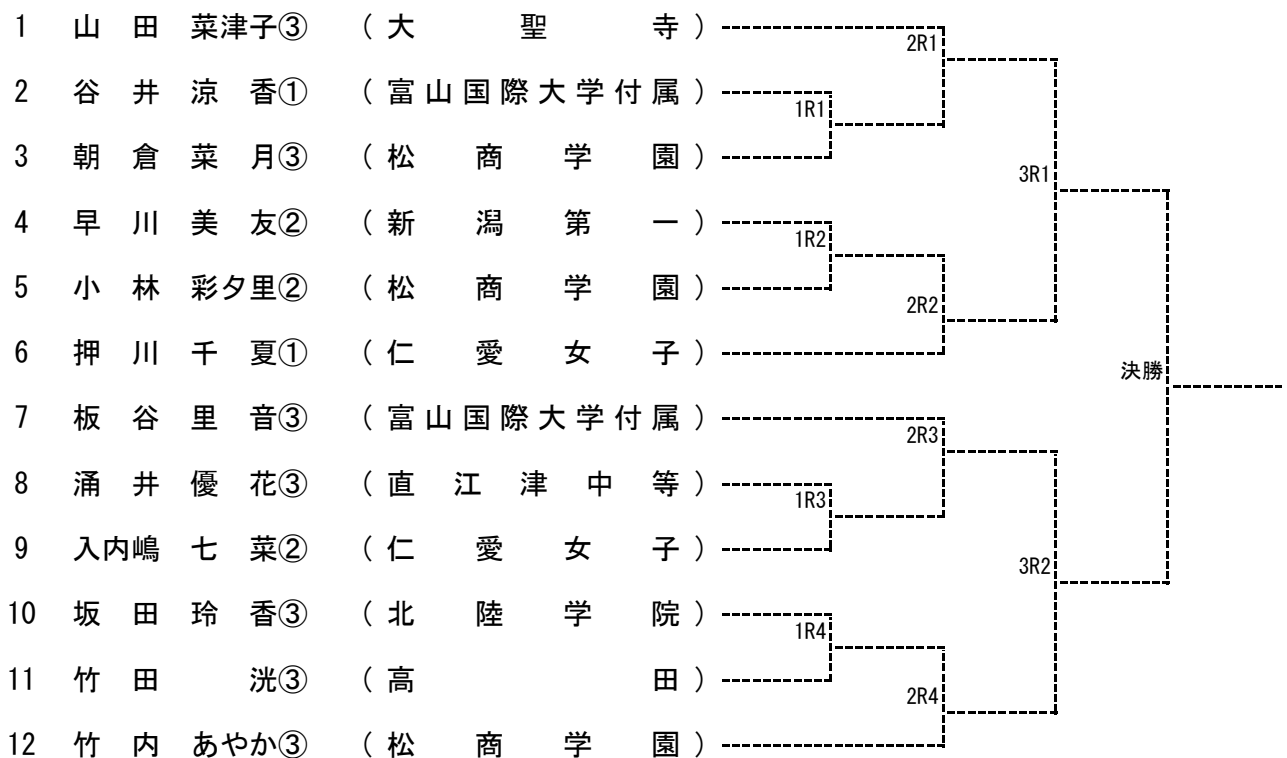 1 山田 菜津子③ （大聖寺）
2R1
2 谷井 涼香① （富山国際大学付属）
1R1
3 朝倉 菜月③ （松商学園）
3R1
4 早川 美友② （新潟第一）
1R2
5 小林 彩夕里② （松商学園）
2R2
6 押川 千夏① （仁愛女子）
決勝
7 板谷 里音③ （富山国際大学付属）
2R3
8 涌井 優花③ （直江津中等）
1R3
9 入内嶋 七菜② （仁愛女子）
3R2
10 坂田 玲香③ （北陸学院）
1R4
11 竹田 洸③ （高田）
2R4
12 竹内 あやか③ （松商学園）